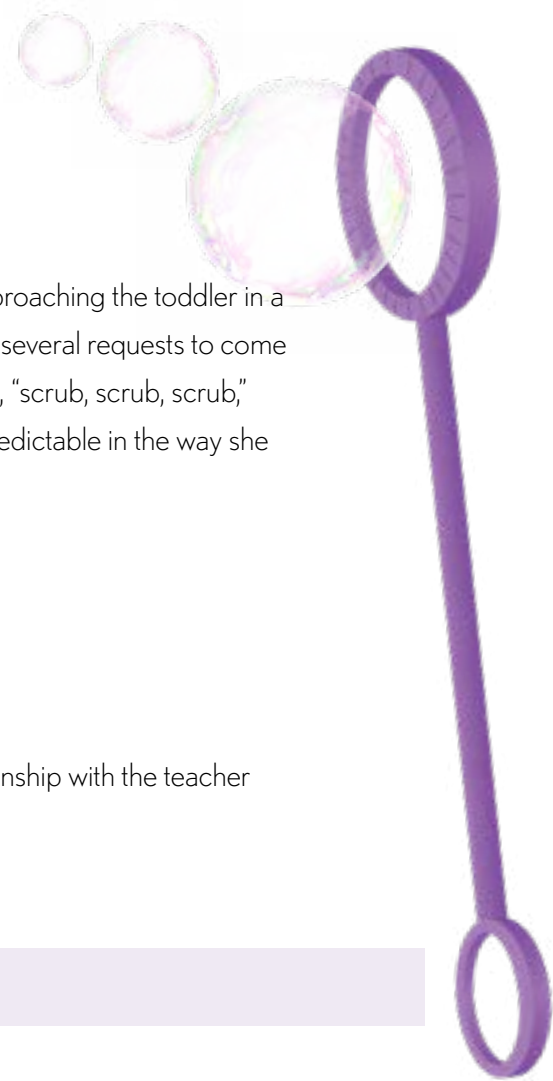 proaching the toddler in a
several requests to come
, “scrub, scrub, scrub,”
edictable in the way she
nship with the teacher